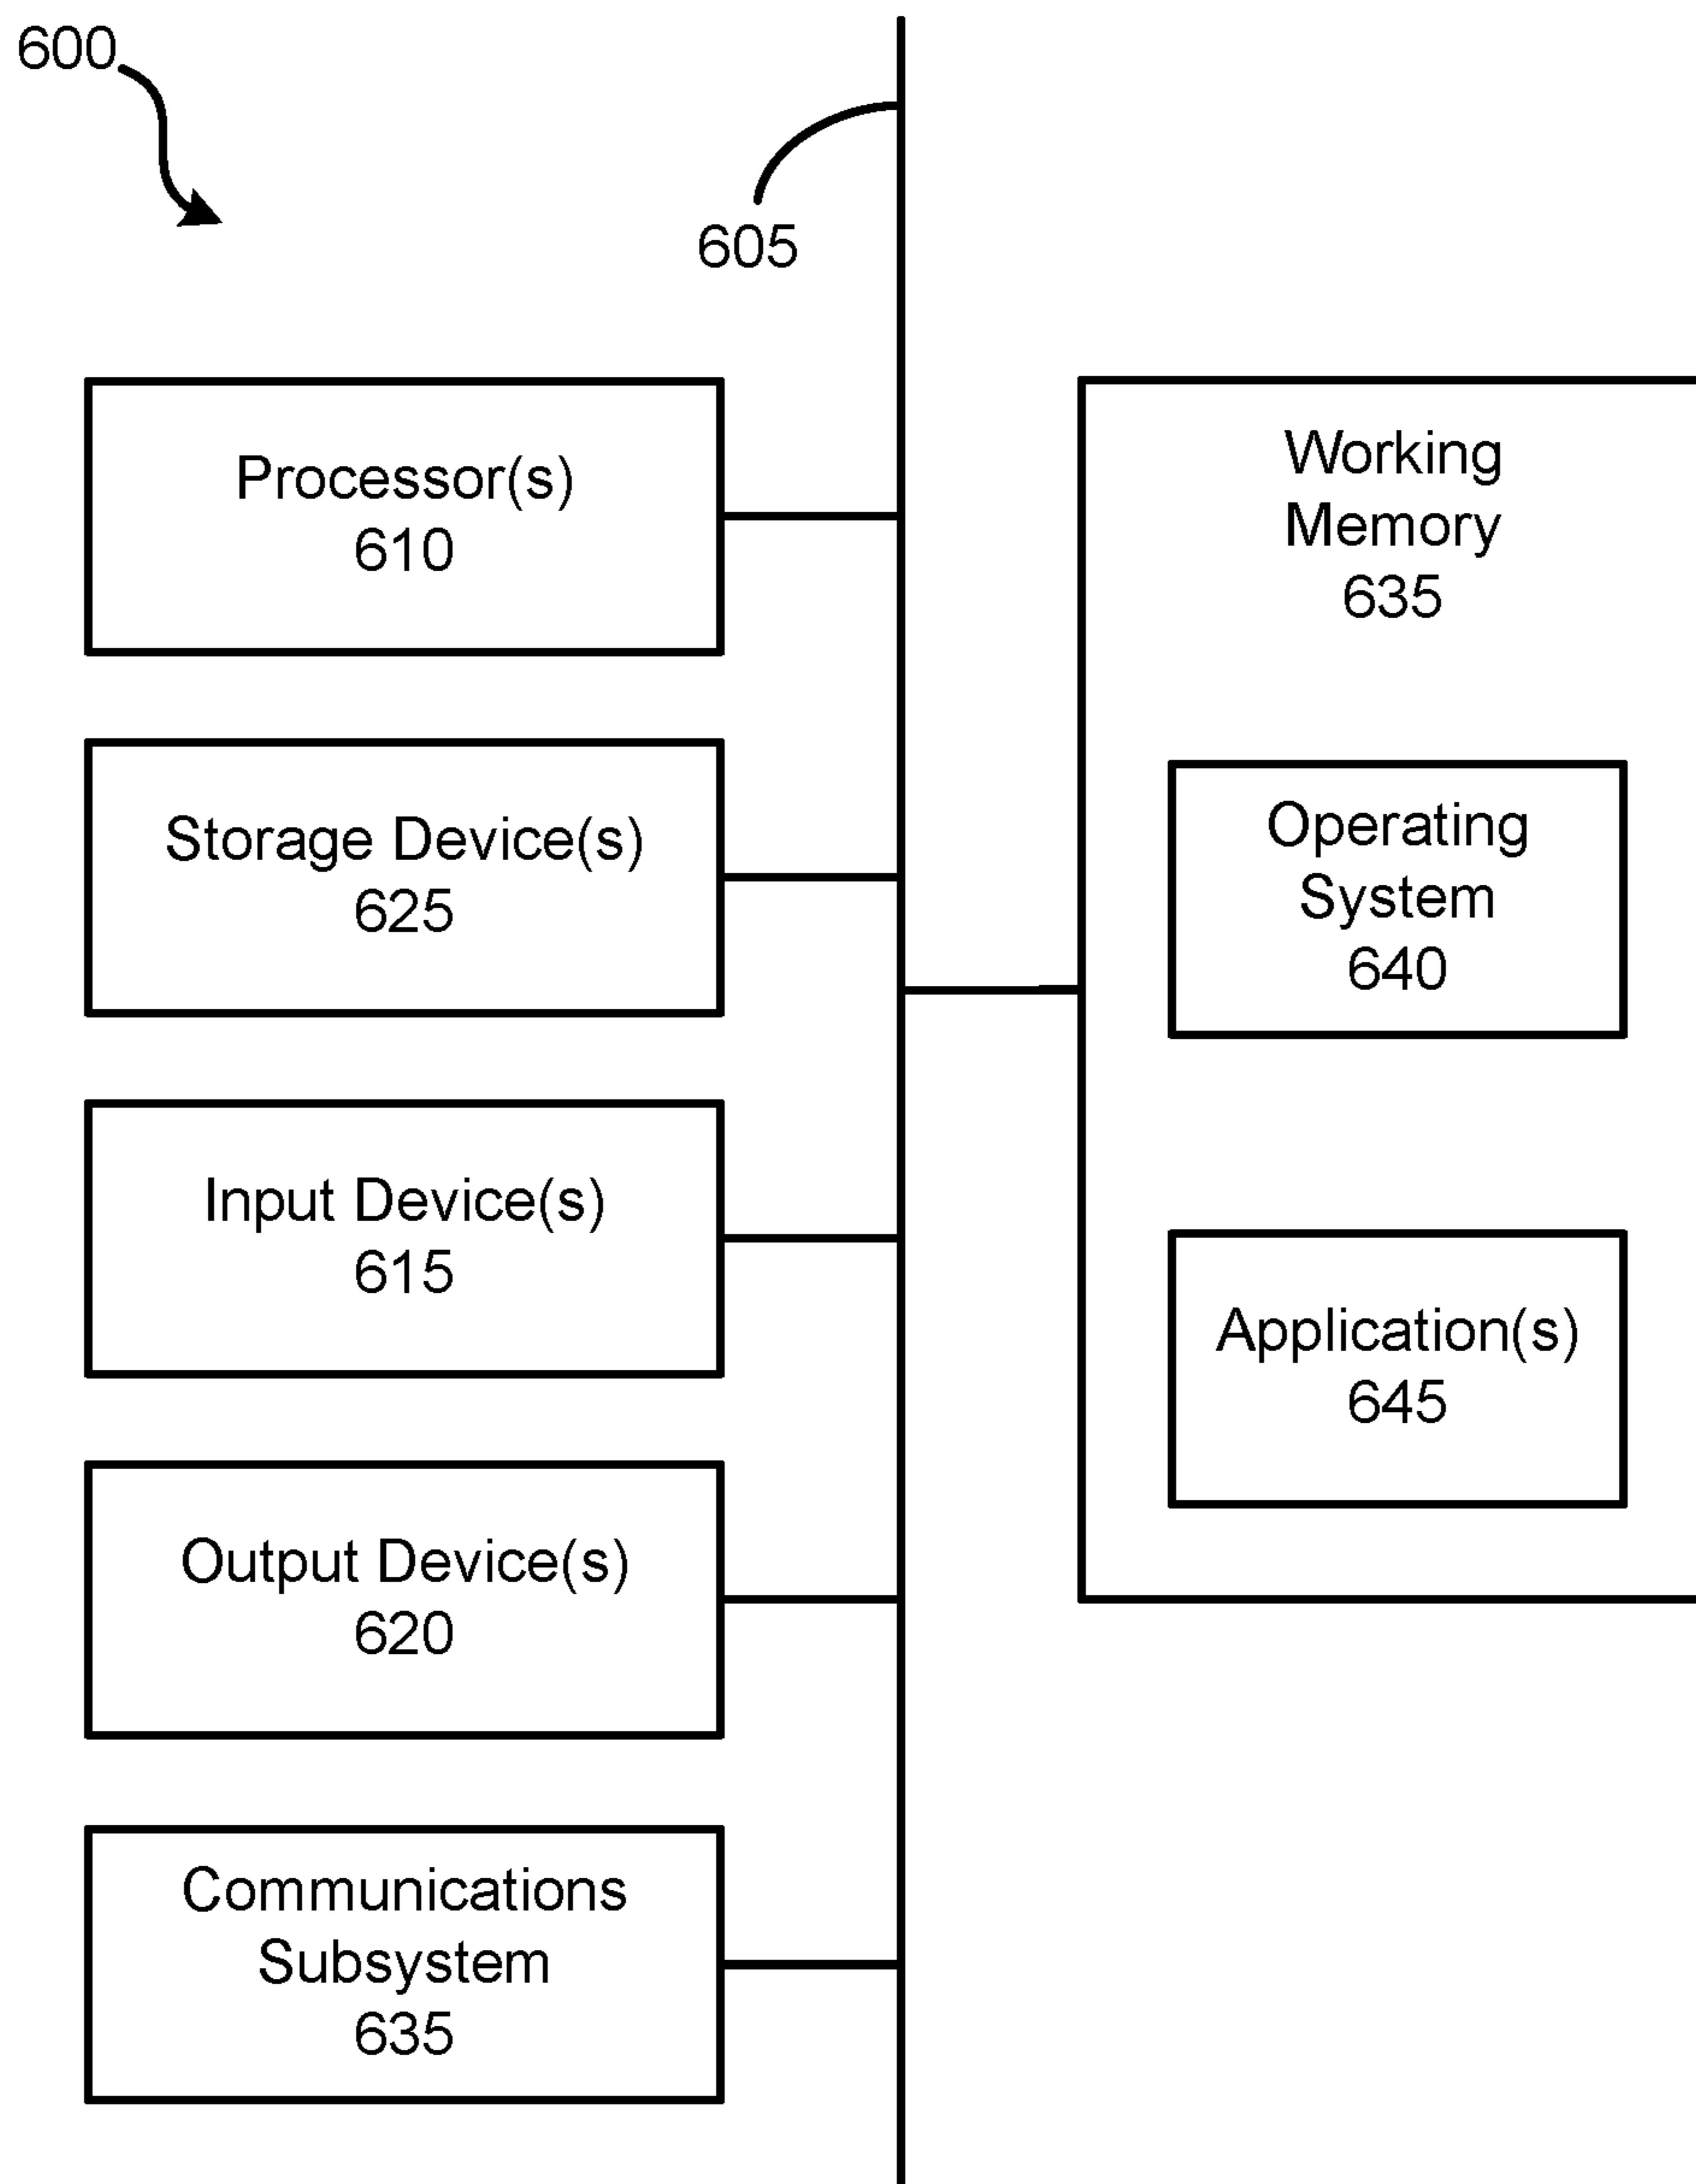 600
605
Processor(s)
610
Storage Device(s)
625
Input Device(s)
615
Output Device(s)
620
Communications
Subsystem
635
Working
Memory
635
Operating
System
640
Application(s)
645